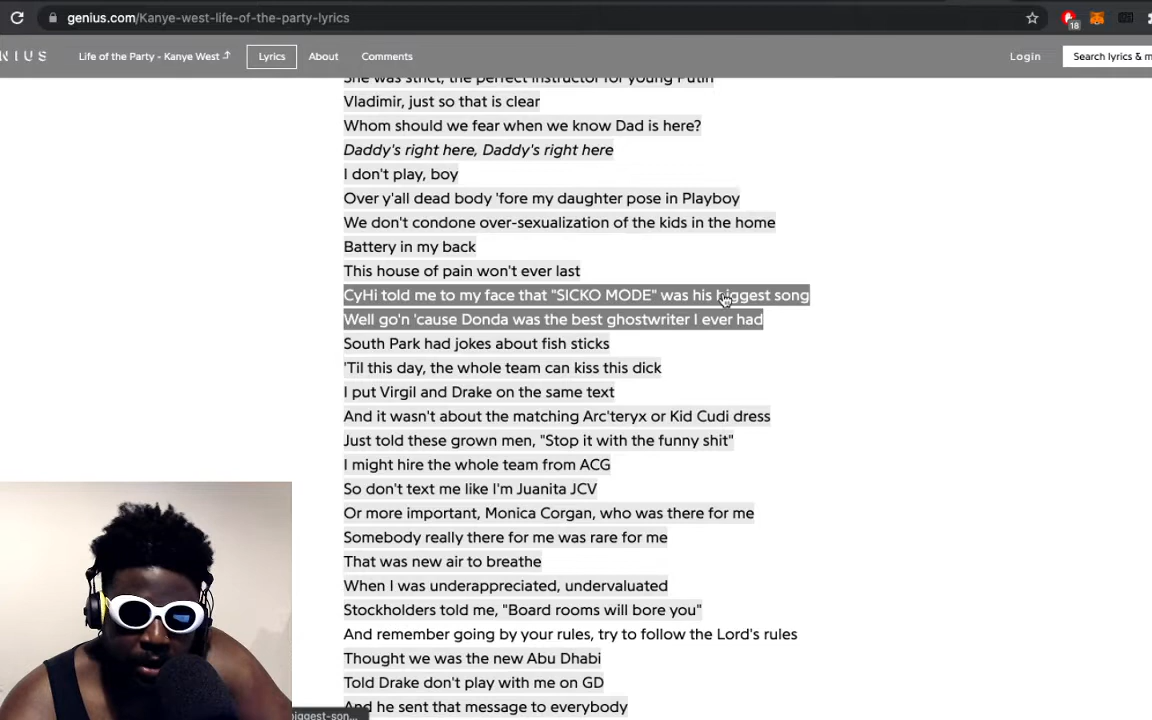 genius.com/Kanye-west-life-of-the-party-lyrics
18
NIUS
Life of the Party - Kanye West
Lyrics
About
Comments
Login
Search lyrics & m
She was strict, the perfect instructor for young Putin
Vladimir, just so that is clear
Whom should we fear when we know Dad is here?
Daddy's right here, Daddy's right here
I don't play, boy
Over y'all dead body 'fore my daughter pose in Playboy
We don't condone over-sexualization of the kids in the home
Battery in my back
This house of pain won't ever last
CyHi told me to my face that "SICKO MODE" was his biggest song
Well go'n 'cause Donda was the best ghostwriter I ever had
South Park had jokes about fish sticks
'Til this day, the whole team can kiss this dick
I put Virgil and Drake on the same text
And it wasn't about the matching Arc'teryx or Kid Cudi dress
Just told these grown men, "Stop it with the funny shit"
I might hire the whole team from ACG
So don't text me like I'm Juanita JCV
Or more important, Monica Corgan, who was there for me
Somebody really there for me was rare for me
That was new air to breathe
When I was underappreciated, undervaluated
Stockholders told me, "Board rooms will bore you"
And remember going by your rules, try to follow the Lord's rules
Thought we was the new Abu Dhabi
Told Drake don't play with me on GD
And he sent that message to everybody
biggest-son...